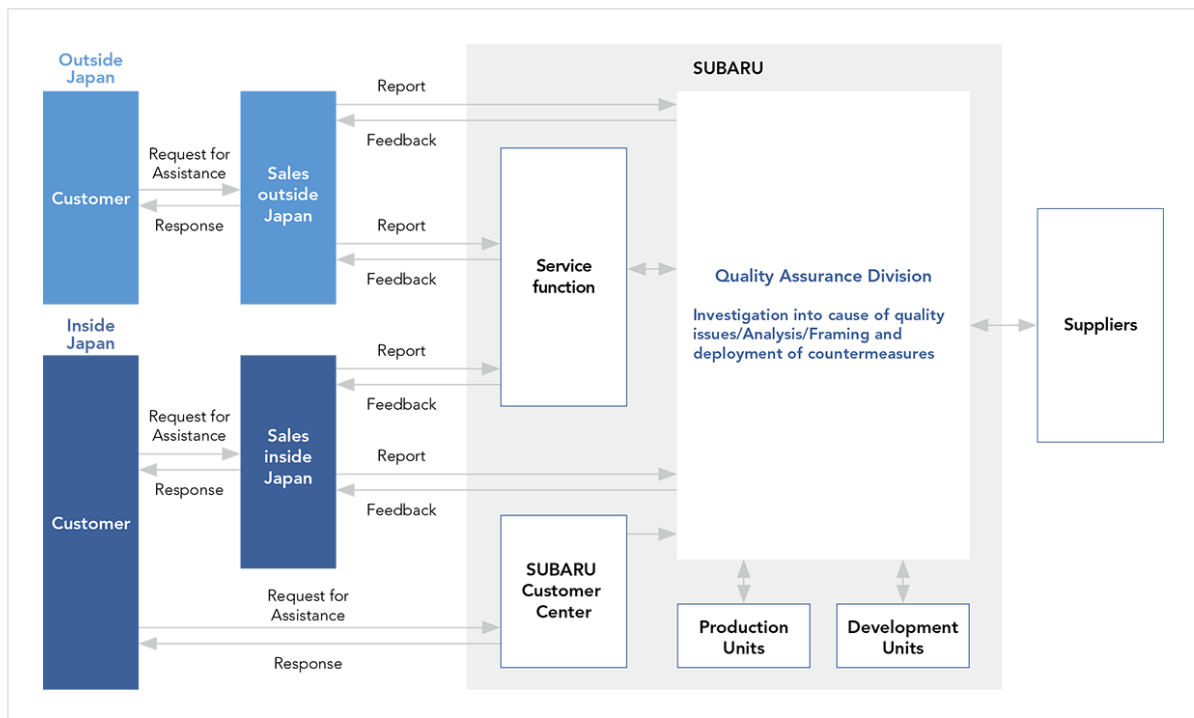 Outside
Japan
SUBARU
Report
Feedback
Request for
Assistance
Customer
Response
Sales
outside
Japan
Report
Feedback
Service
function
Quality Assurance Division
Investigation into cause of quality
issues/Analysis/Framing and
deployment of countermeasures
Suppliers
Inside
Japan
Report
Feedback
Request for
Assistance
Response
Sales
inside
Japan
Report
Feedback
Customer
SUBARU
Customer
Center
Request for
Assistance
Response
Production
Units
Development
Units